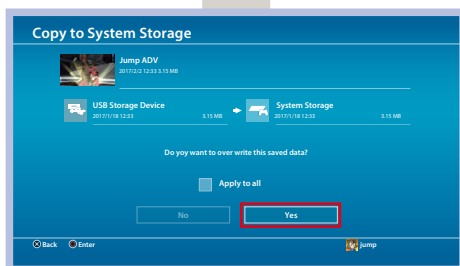 Copy to System Storage
Jump ADV
2017/2/2 12:33 3.15 MB
USB Storage Device
2017/1/18 12:33 3.15 MB
System Storage
2017/1/18 12:33 3.15 MB
Do yoy want to over write this saved data?
Apply to all
No Yes
Back Enter jump